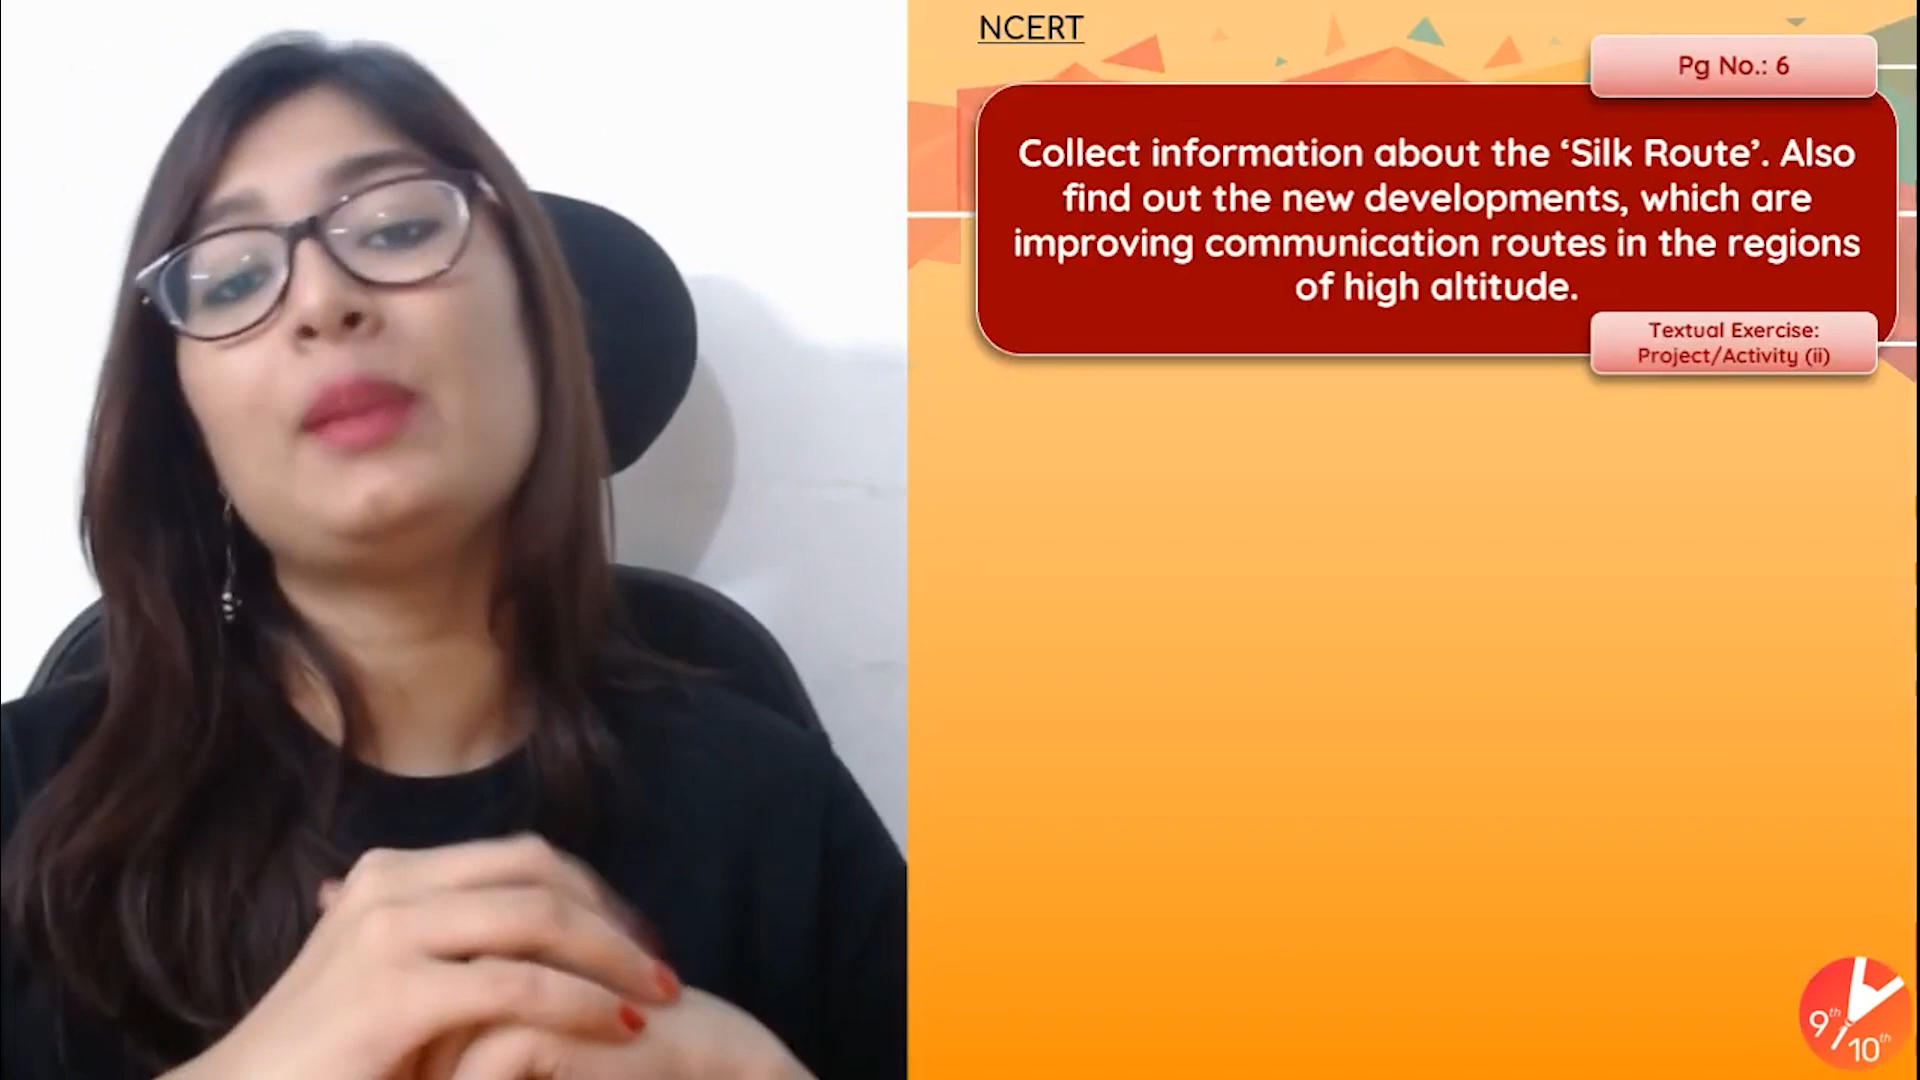 NCERT
Pg No.: 6
Collect information about the ‘Silk Route’. Also
find out the new developments, which are
improving communication routes in the regions
of high altitude.
Textual Exercise:
Project/Activity (ii)
9th
10th